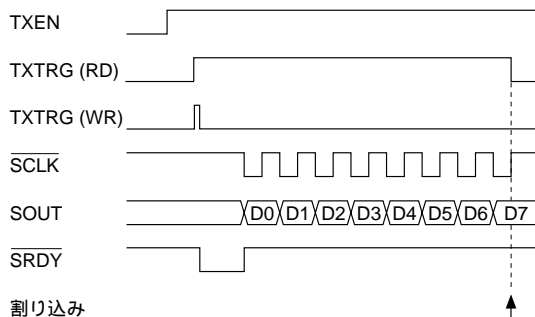 TXEN
TXTRG (RD)
TXTRG (WR)
SCLK
SOUT D0 D1 D2 D3 D4 D5 D6 D7
SRDY
割り込み